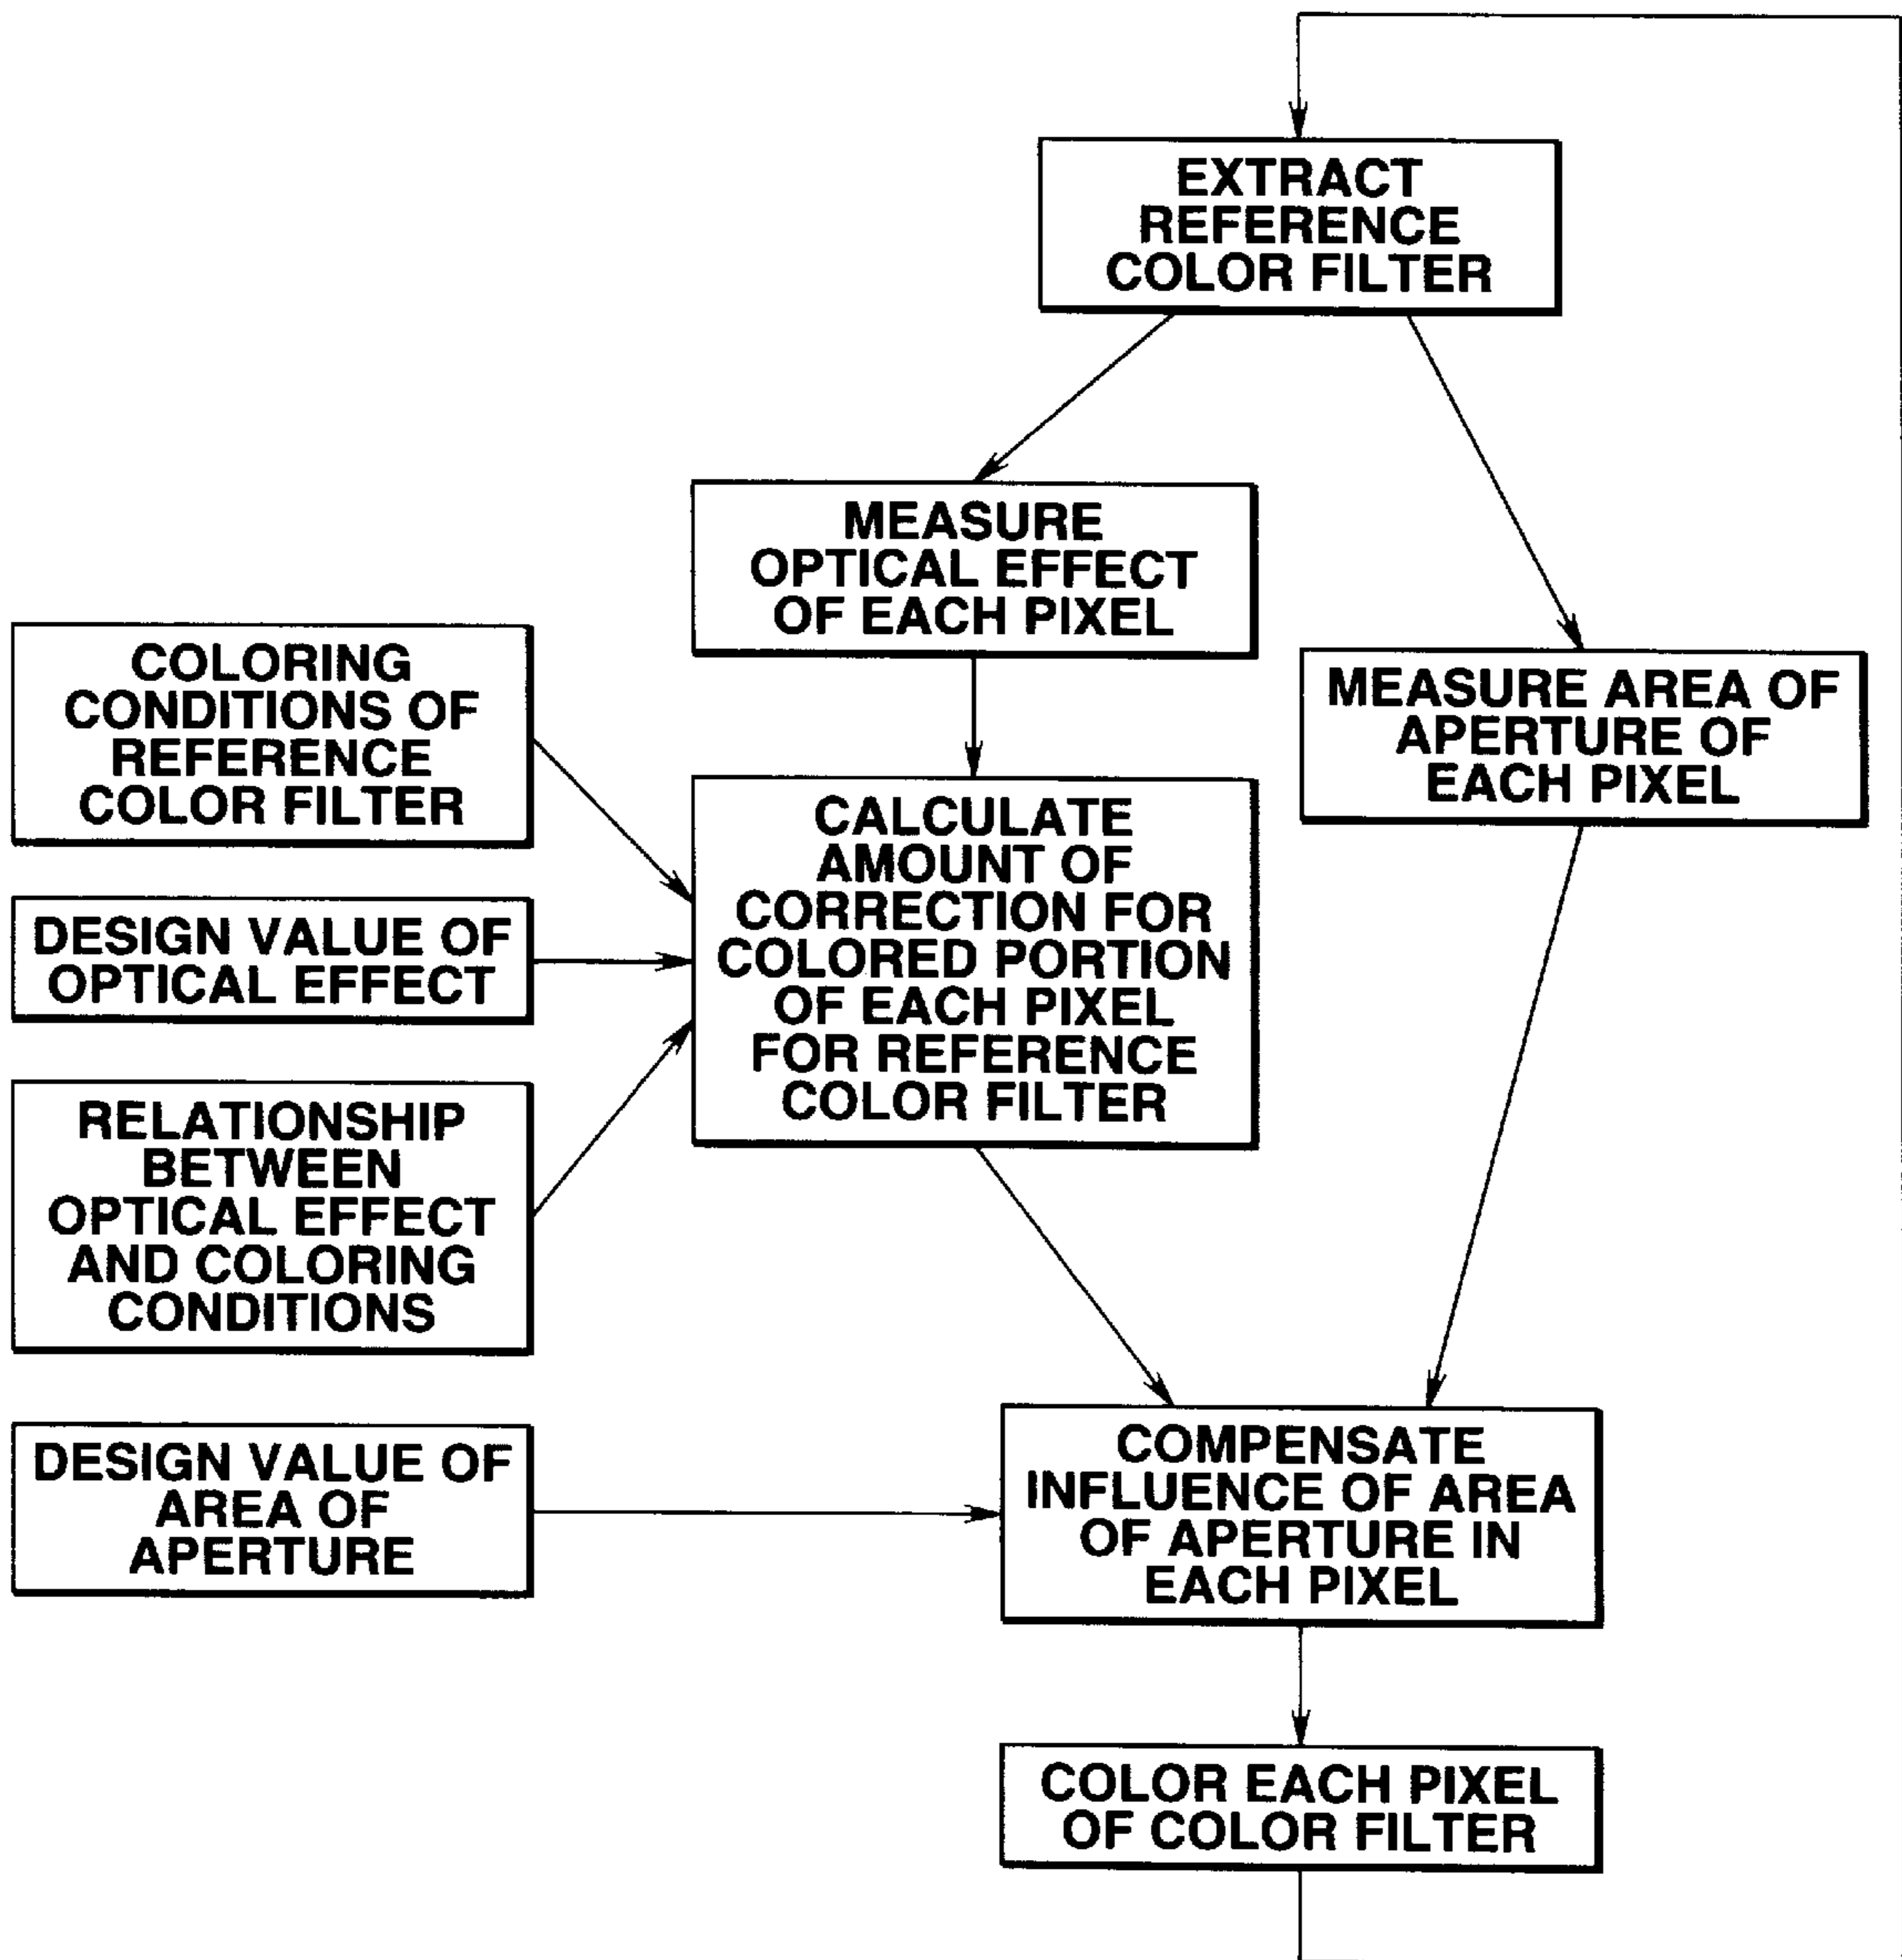 EXTRACT
REFERENCE
COLOR FILTER
MEASURE
OPTICAL EFFECT
OF EACH PIXEL
MEASURE AREA OF
APERTURE OF
EACH PIXEL
COLORING
CONDITIONS OF
REFERENCE
COLOR FILTER
DESIGN VALUE OF
OPTICAL EFFECT
RELATIONSHIP
BETWEEN
OPTICAL EFFECT
AND COLORING
CONDITIONS
CALCULATE
AMOUNT OF
CORRECTION FOR
COLORED PORTION
OF EACH PIXEL
FOR REFERENCE
COLOR FILTER
DESIGN VALUE OF
AREA OF
APERTURE
COMPENSATE
INFLUENCE OF AREA
OF APERTURE IN
EACH PIXEL
COLOR EACH PIXEL
OF COLOR FILTER